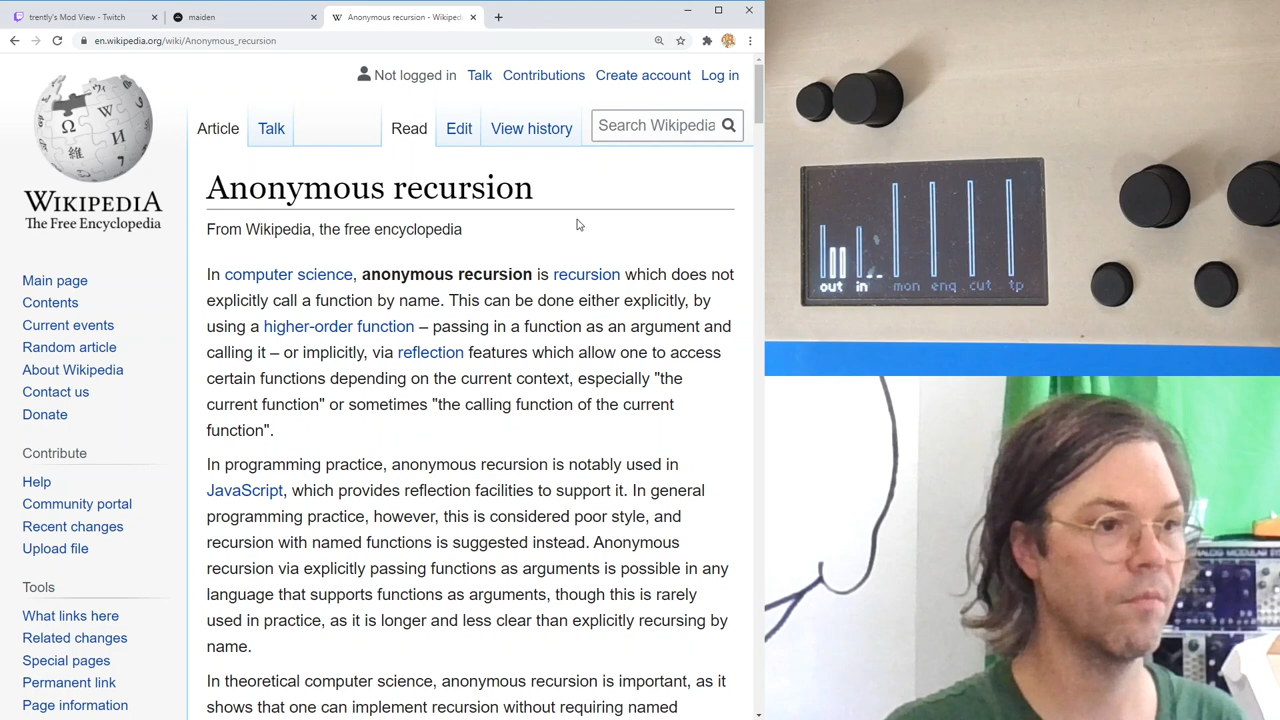 trently's Mod View - Twitch
maiden
Anonymous recursion - Wikiped
en.wikipedia.org/wiki/Anonymous_recursion
Not logged in Talk Contributions Create account Log in
Article Talk Read Edit View history Search Wikipedia
WIKIPEDIA
The Free Encyclopedia
Anonymous recursion
From Wikipedia, the free encyclopedia
In computer science, anonymous recursion is recursion which does not
explicitly call a function by name. This can be done either explicitly, by
using a higher-order function – passing in a function as an argument and
calling it – or implicitly, via reflection features which allow one to access
certain functions depending on the current context, especially "the
current function" or sometimes "the calling function of the current
function".
In programming practice, anonymous recursion is notably used in
JavaScript, which provides reflection facilities to support it. In general
programming practice, however, this is considered poor style, and
recursion with named functions is suggested instead. Anonymous
recursion via explicitly passing functions as arguments is possible in any
language that supports functions as arguments, though this is rarely
used in practice, as it is longer and less clear than explicitly recursing by
name.
In theoretical computer science, anonymous recursion is important, as it
shows that one can implement recursion without requiring named
Main page
Contents
Current events
Random article
About Wikipedia
Contact us
Donate
Contribute
Help
Community portal
Recent changes
Upload file
Tools
What links here
Related changes
Special pages
Permanent link
Page information
out in mon eng cut tp
ANALOG MODULAR SY